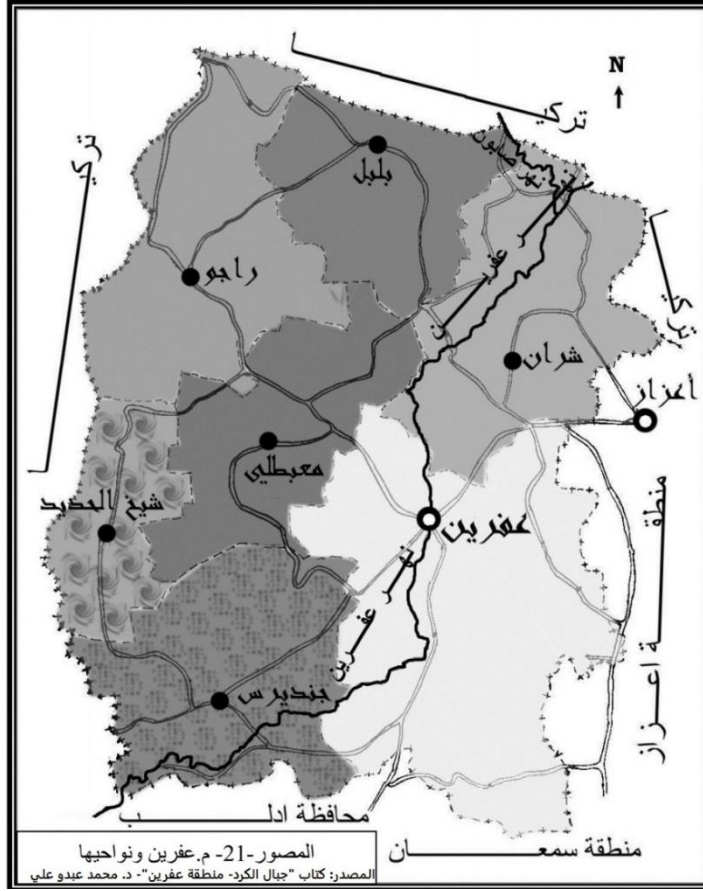 N
تركيا
تركيا
نهر صابون
بلبل
نهر عفرين
راجو
تركيا
شران
أعزاز
معبطلي
شيخ الحديد
عفرين
منطقة اعزاز
نهر عفرين
جنديرس
محافظة ادلب
منطقة سمعان
المصور-21- م.عفرين ونواحيها
المصدر: كتاب "جبال الكرد- منطقة عفرين"- د. محمد عبدو علي